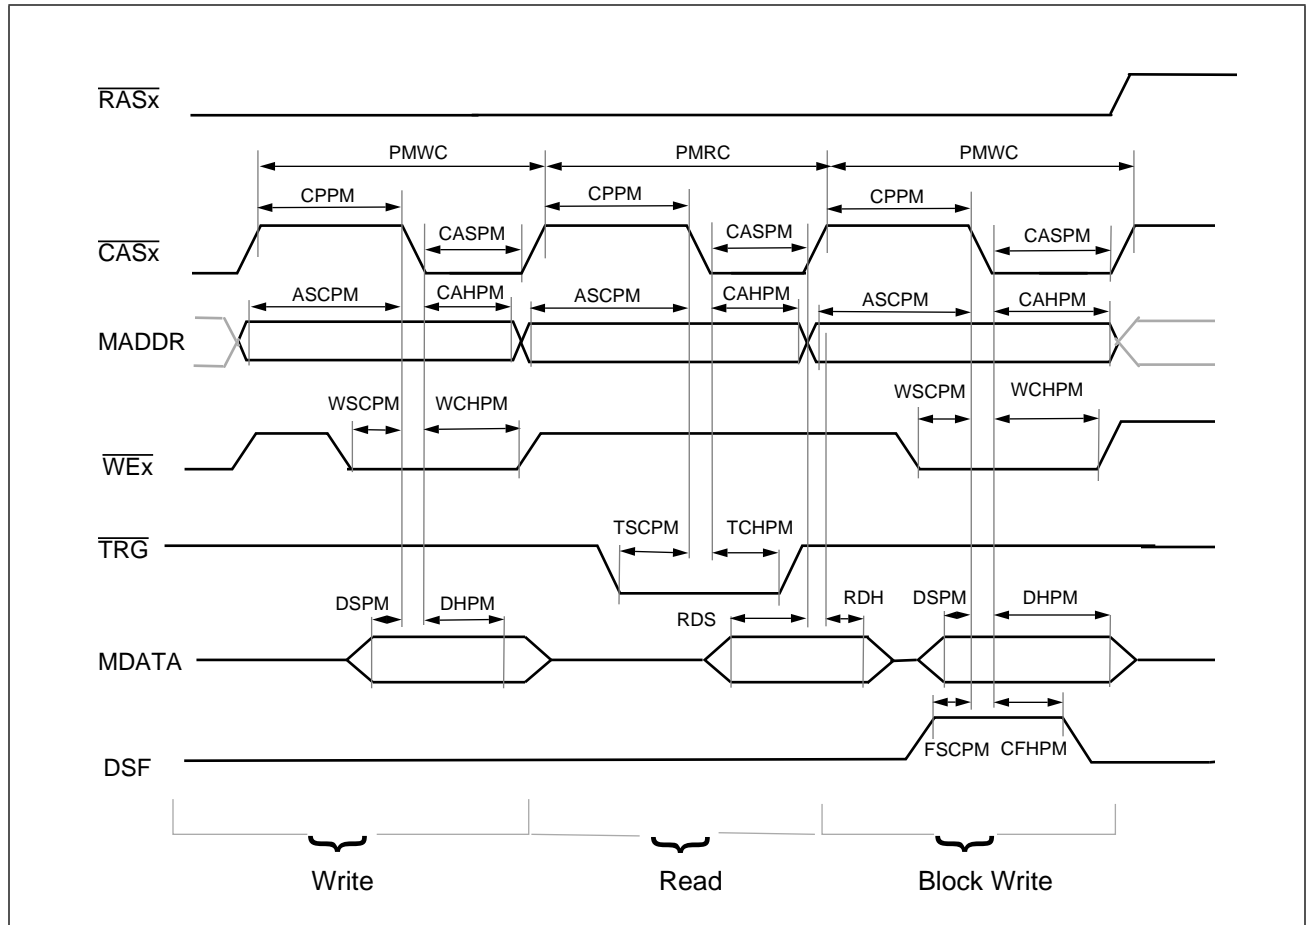 RASx
PMWC PMRC PMWC
CPPM CPPM CPPM
CASx CASPM CASPM CASPM
ASCPM CAHPM ASCPM CAHPM ASCPM CAHPM
MADDR
WSCPM WCHPM WSCPM WCHPM
WEx
TSCPM TCHPM
TRG
DSPM DHPM RDS RDH DSPM DHPM
MDATA
FSCPM CFHPM
DSF
Write Read Block Write